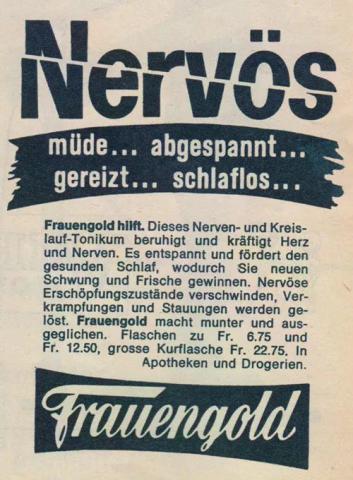 Nervös
müde... abgespannt...
gereizt... schlaflos...
Frauengold hilft. Dieses Nerven- und Kreis-
lauf-Tonikum beruhigt und kräftigt Herz
und Nerven. Es entspannt und fördert den
gesunden Schlaf, wodurch Sie neuen
Schwung und Frische gewinnen. Nervöse
Erschöpfungszustände verschwinden, Ver-
krampfungen und Stauungen werden ge-
löst. Frauengold macht munter und aus-
geglichen. Flaschen zu Fr. 6.75 und
Fr. 12.50, grosse Kurflasche Fr. 22.75. In
Apotheken und Drogerien.
Frauengold